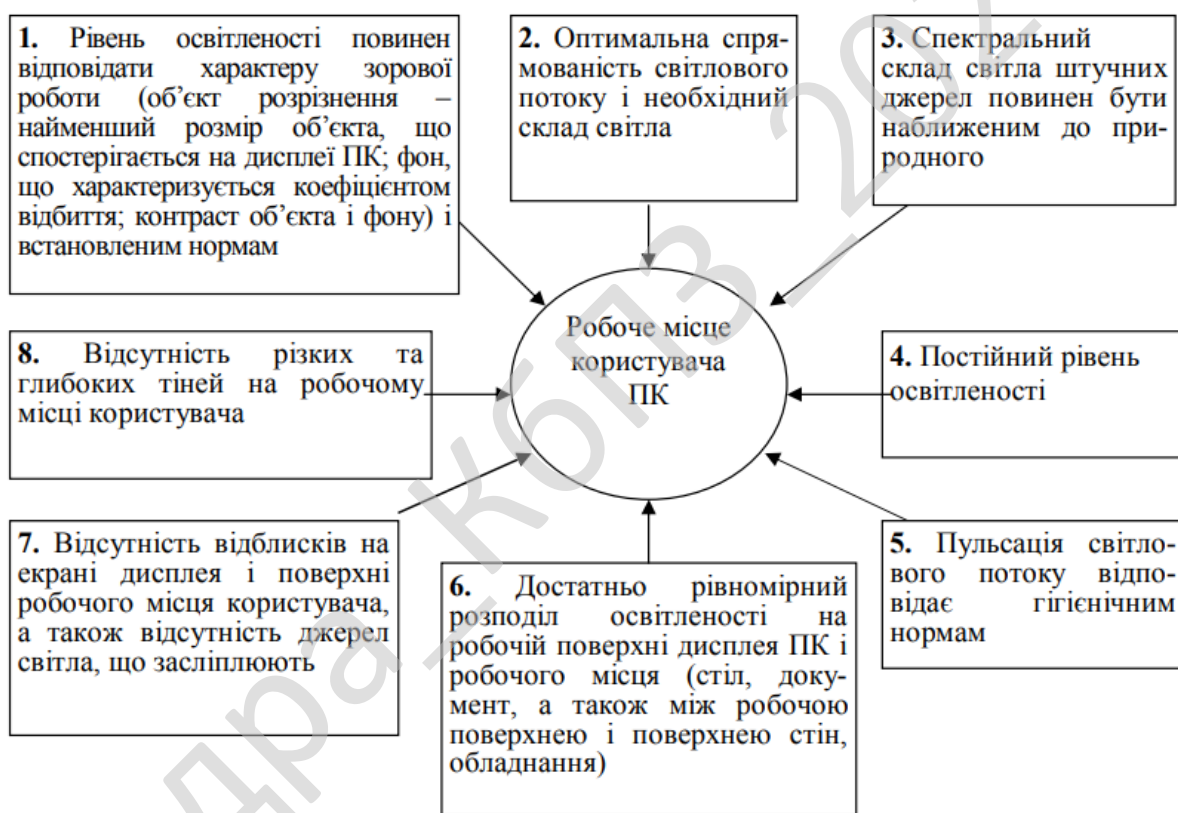 1. Рівень освітленості повинен
відповідати характеру зорової
роботи (об’єкт розрізнення –
найменший розмір об’єкта, що
спостерігається на дисплеї ПК; фон,
що характеризується коефіцієнтом
відбиття; контраст об’єкта і фону) і
встановленим нормам
2. Оптимальна спря-
мованість світлового
потоку і необхідний
склад світла
3. Спектральний
склад світла штучних
джерел повинен бути
наближеним до при-
родного
Робоче місце
користувача
ПК
8. Відсутність різких та
глибоких тіней на робочому
місці користувача
4. Постійний рівень
освітленості
7. Відсутність відблисків на
екрані дисплея і поверхні
робочого місця користувача,
а також відсутність джерел
світла, що засліплюють
6. Достатньо рівномірний
розподіл освітленості на
робочій поверхні дисплея ПК і
робочого місця (стіл, доку-
мент, а також між робочою
поверхнею і поверхнею стін,
обладнання)
5. Пульсація світло-
вого потоку відпо-
відає гігієнічним
нормам